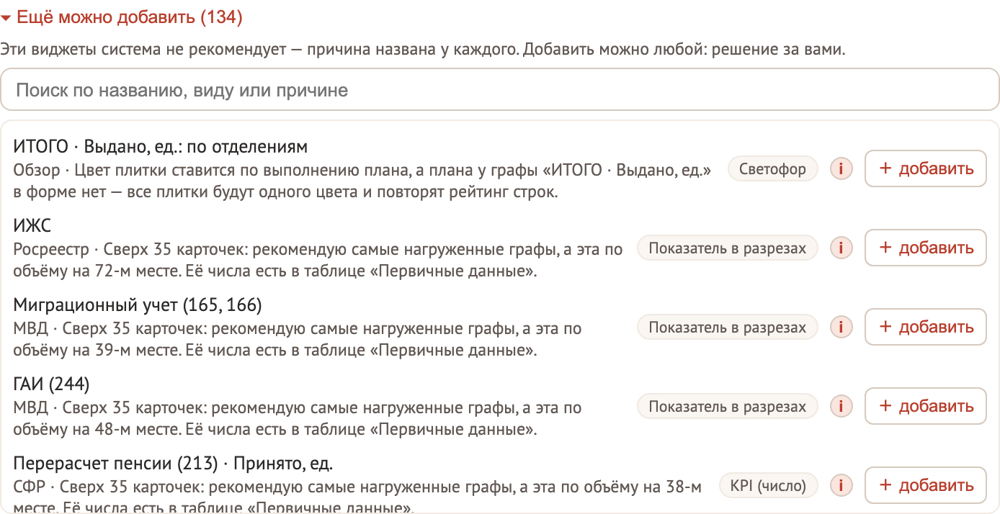 Ещё можно добавить (134)
Эти виджеты система не рекомендует — причина названа у каждого. Добавить можно любой: решение за вами.
Поиск по названию, виду или причине
ИТОГО · Выдано, ед.: по отделениям
Обзор · Цвет плитки ставится по выполнению плана, а плана у графы «ИТОГО · Выдано, ед.»
в форме нет — все плитки будут одного цвета и повторят рейтинг строк.
Светофор
i
+ добавить
ИЖС
Росреестр · Сверх 35 карточек: рекомендую самые нагруженные графы, а эта по
объёму на 72-м месте. Её числа есть в таблице «Первичные данные».
Показатель в разрезах
i
+ добавить
Миграционный учет (165, 166)
МВД · Сверх 35 карточек: рекомендую самые нагруженные графы, а эта по
объёму на 39-м месте. Её числа есть в таблице «Первичные данные».
Показатель в разрезах
i
+ добавить
ГАИ (244)
МВД · Сверх 35 карточек: рекомендую самые нагруженные графы, а эта по
объёму на 48-м месте. Её числа есть в таблице «Первичные данные».
Показатель в разрезах
i
+ добавить
Перерасчет пенсии (213) · Принято, ед.
СФР · Сверх 35 карточек: рекомендую самые нагруженные графы, а эта по объёму на 38-м
месте. Её числа есть в таблице «Первичные данные».
KPI (число)
i
+ добавить